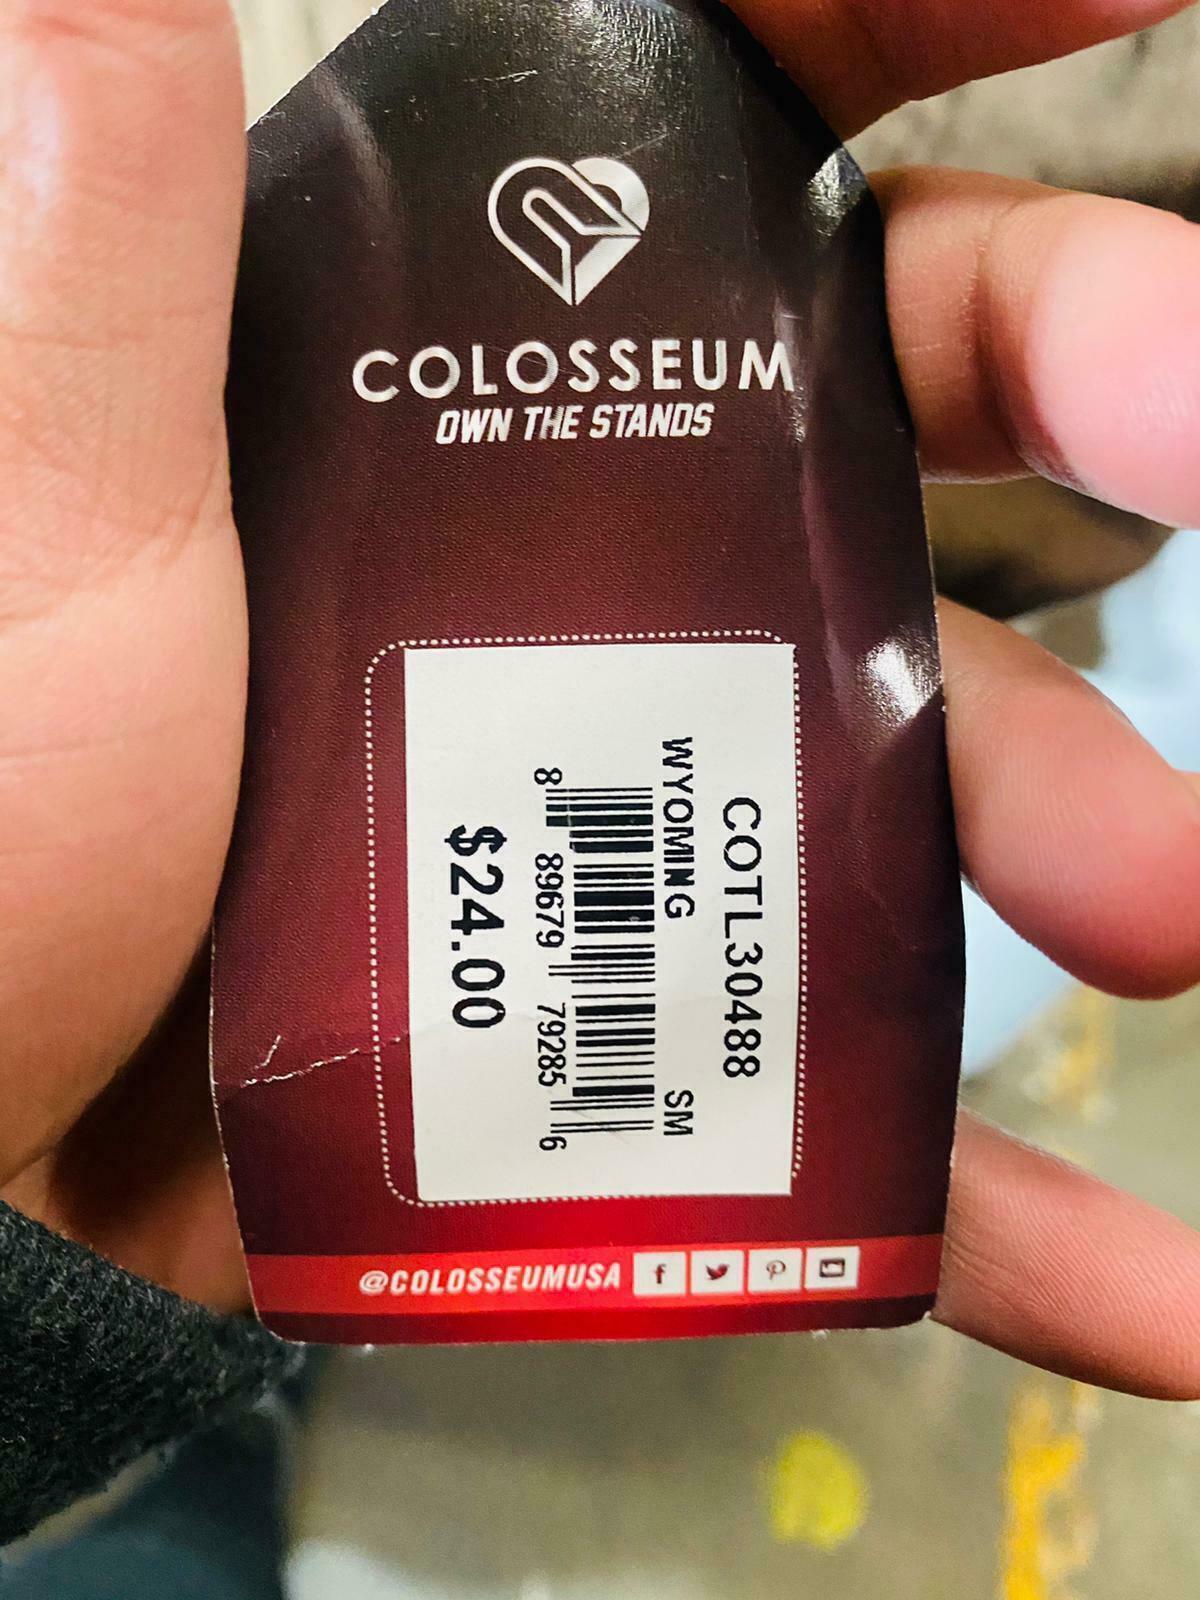 COLOSSEUM
OWN THE STANDS
COTL30488
WYOMING SM
8 89679 79285 6
$24.00
@COLOSSEUMUSA